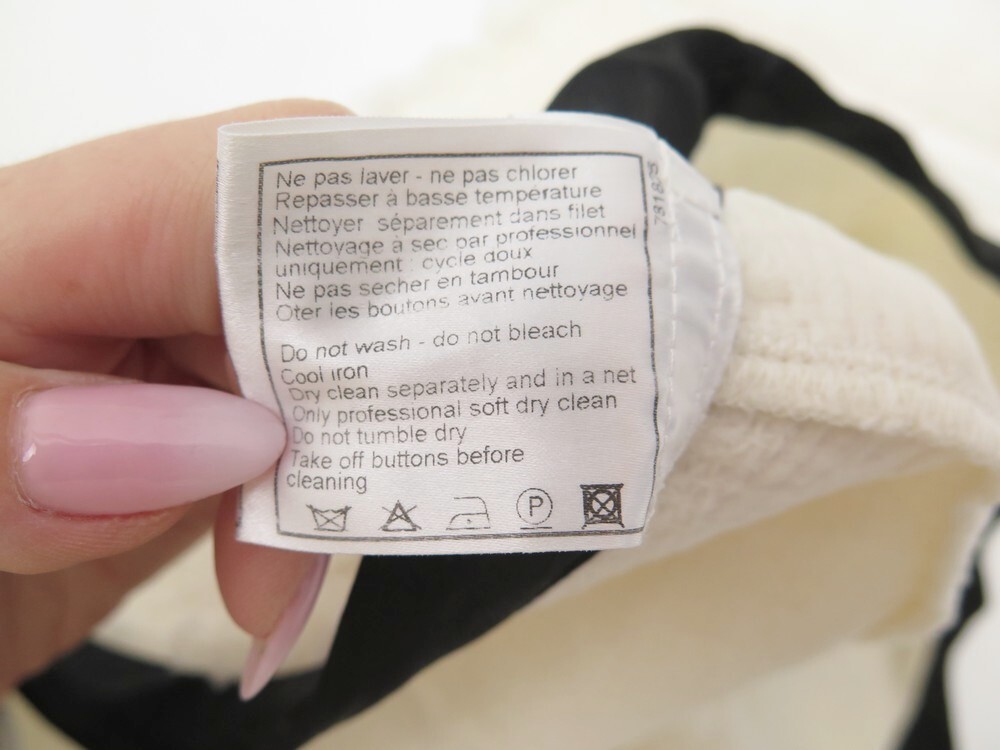 Ne pas laver - ne pas chlorer
Repasser à basse température
Nettoyer séparement dans filet
Nettoyage à sec par professionnel
uniquement : cycle doux
Ne pas secher en tambour
Oter les boutons avant nettoyage
Do not wash - do not bleach
Cool iron
Dry clean separately and in a net
Only professional soft dry clean
Do not tumble dry
Take off buttons before
cleaning
P